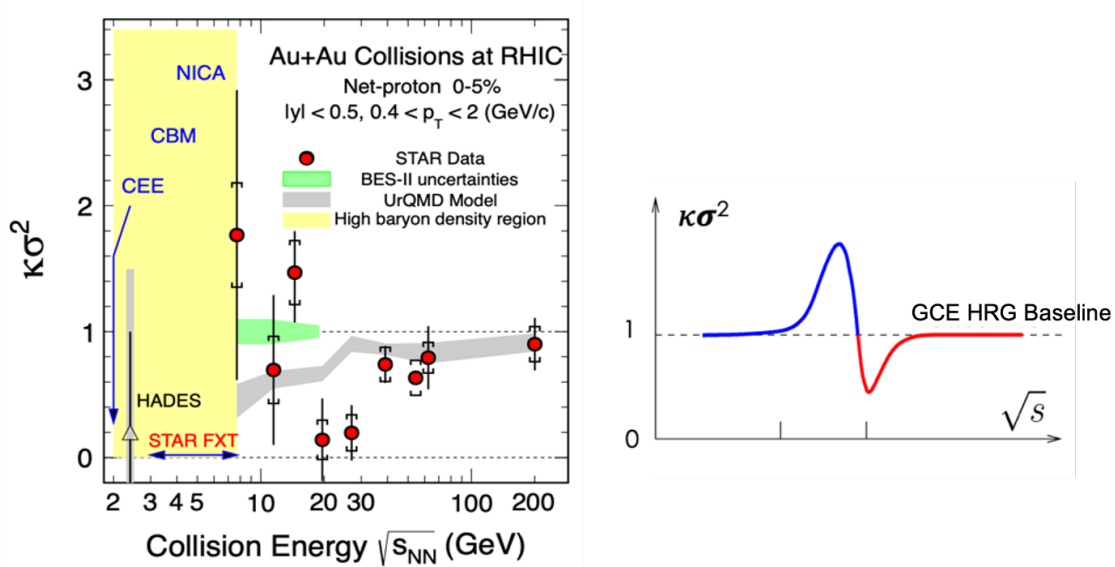 Au+Au Collisions at RHIC
Net-proton 0-5%
|y| < 0.5, 0.4 < pT < 2 (GeV/c)
STAR Data
BES-II uncertainties
UrQMD Model
High baryon density region
NICA
CBM
CEE
HADES
STAR FXT
κσ²
3
2
1
0
2 3 4 5 10 20 30 100 200
Collision Energy √sNN (GeV)
κσ²
1
GCE HRG Baseline
0
√s